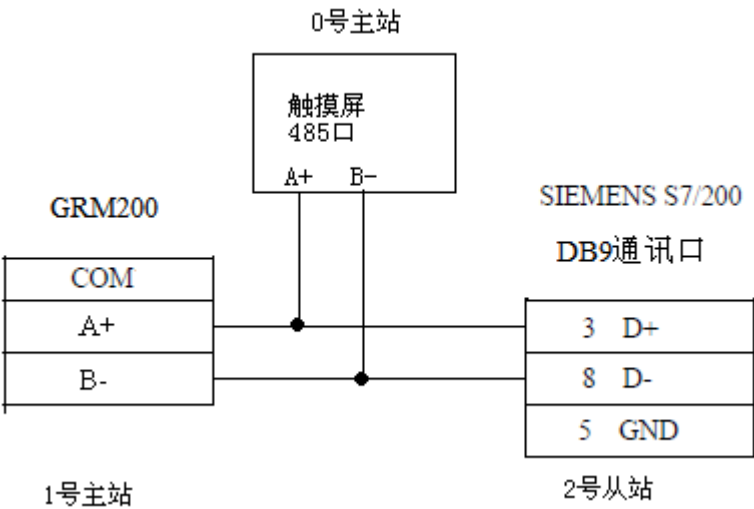 0号主站
触摸屏
485口
A+ B-
GRM200
SIEMENS S7/200
DB9通讯口
COM
A+
B-
3 D+
8 D-
5 GND
1号主站
2号从站